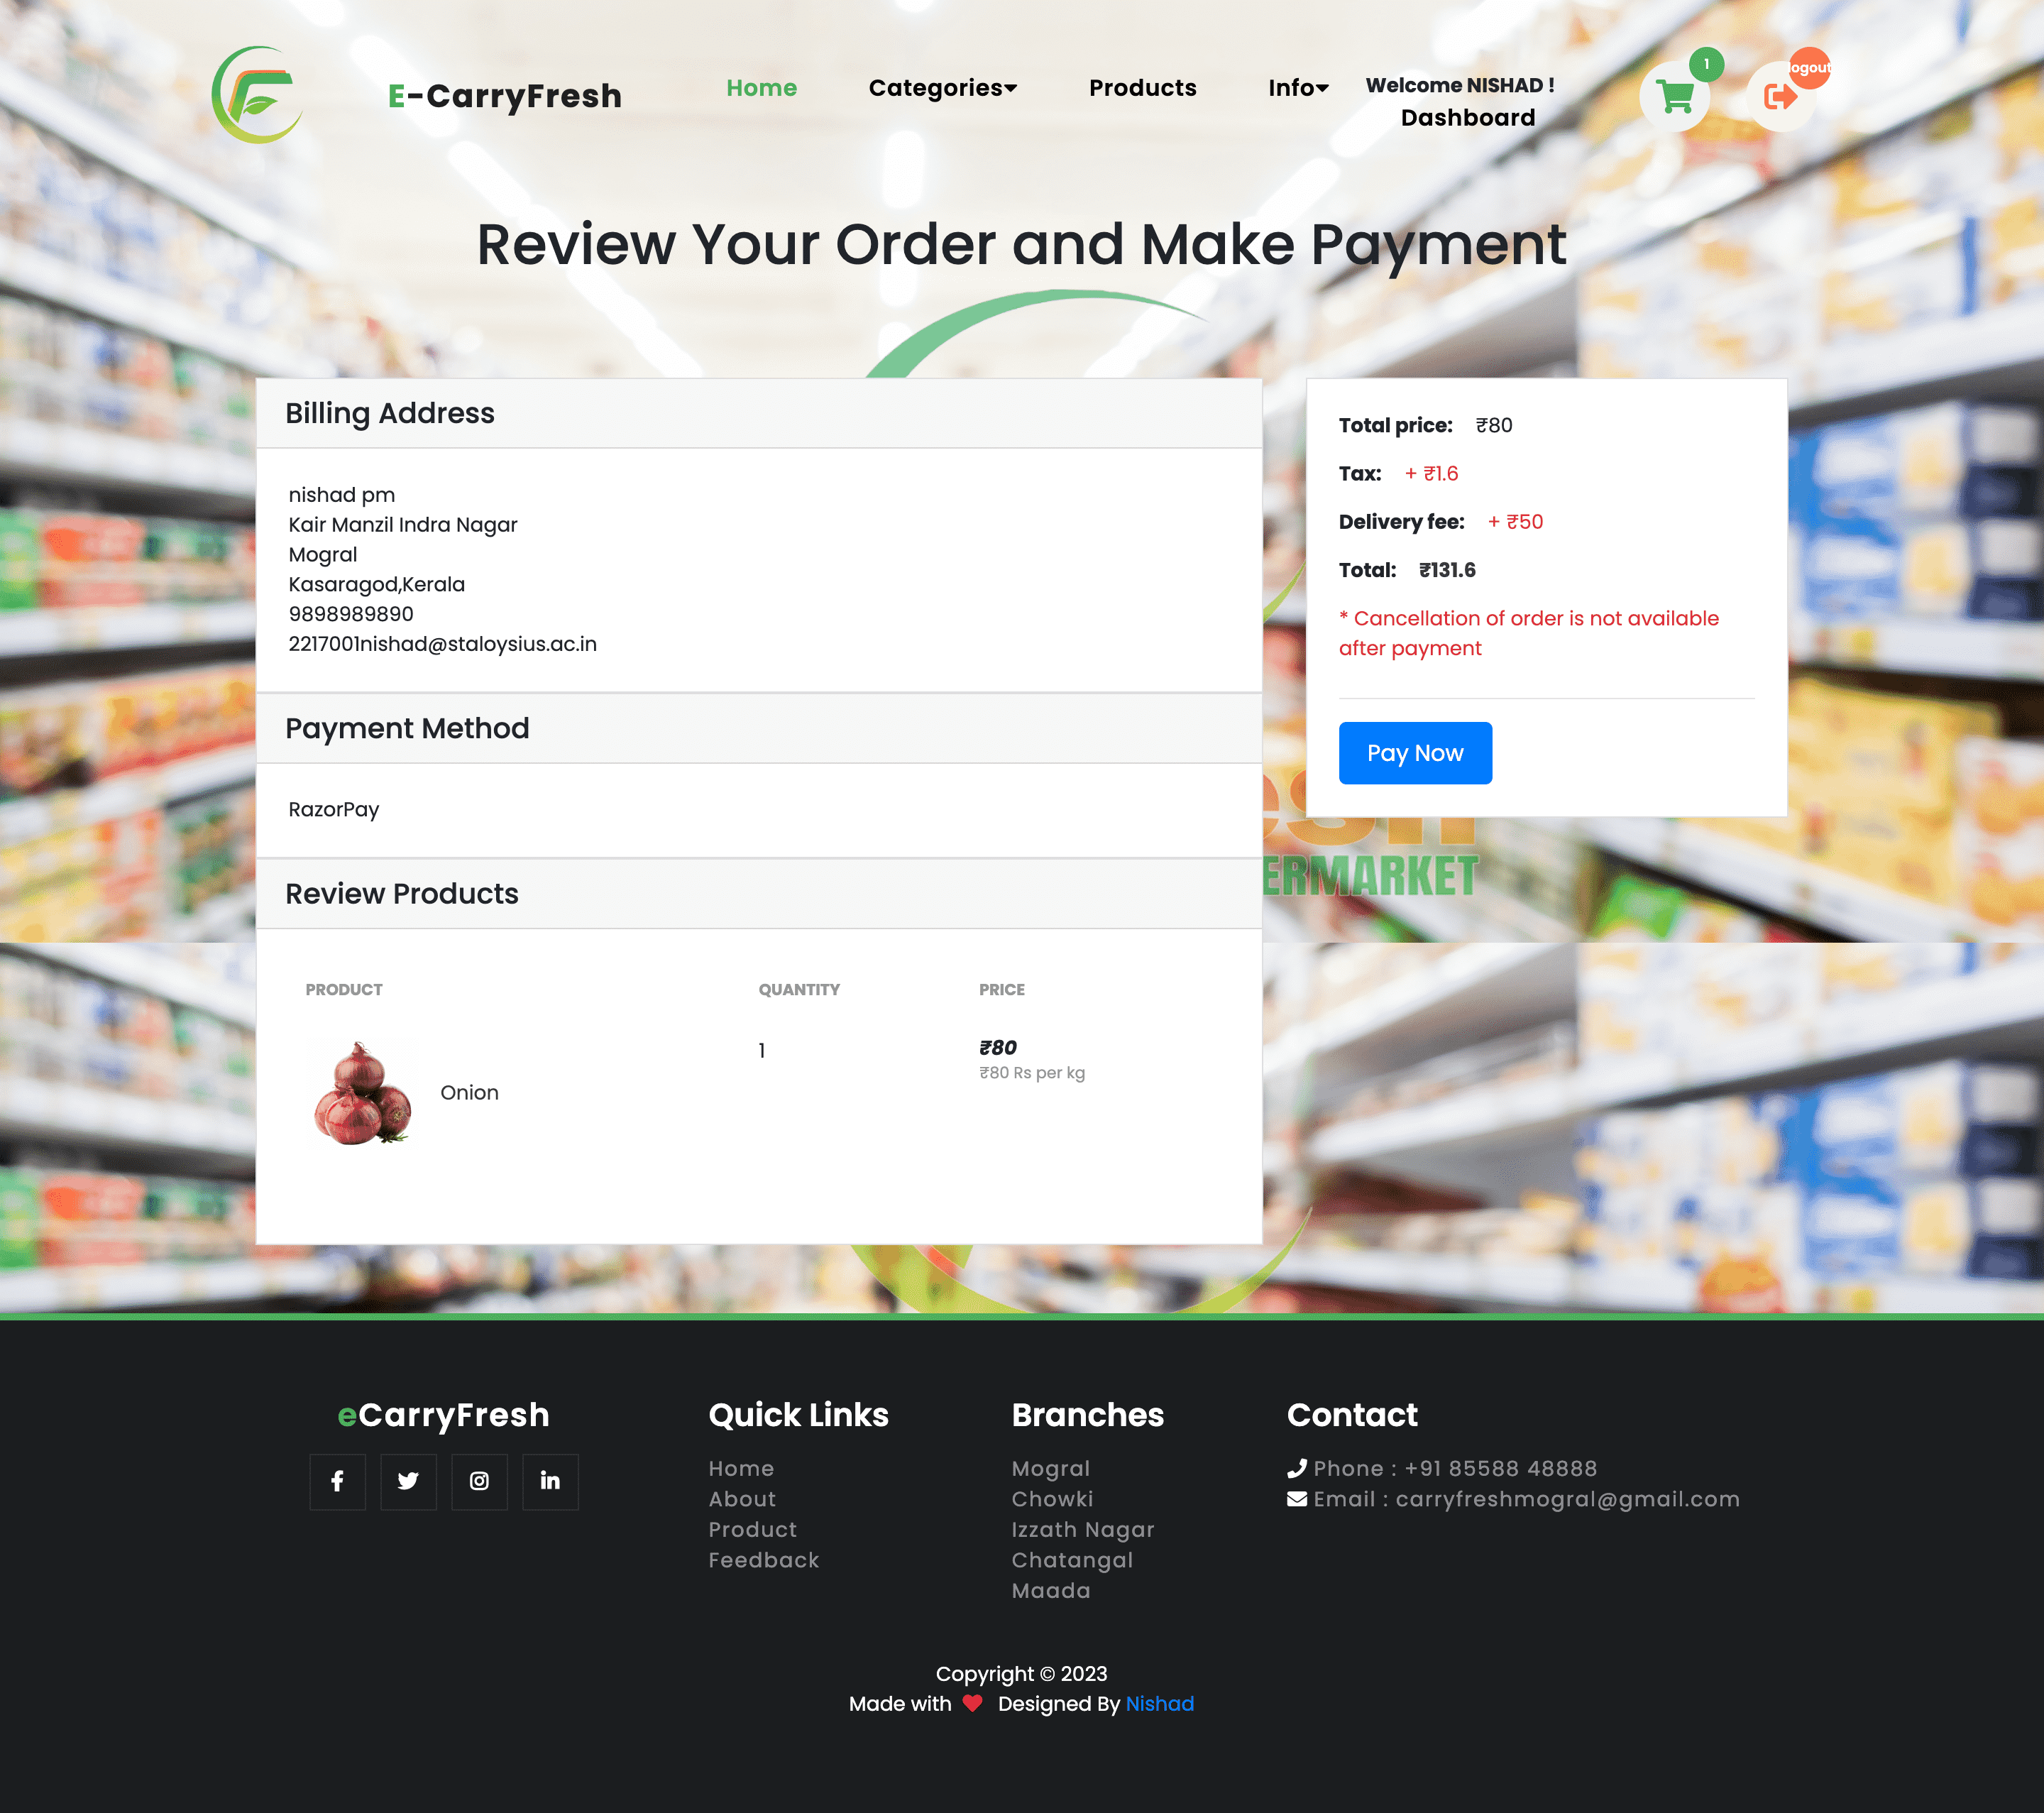 E-CarryFresh
Home
Categories
Products
Info
Welcome NISHAD !
Dashboard
1
logout
Review Your Order and Make Payment
Billing Address
nishad pm
Kair Manzil Indra Nagar
Mogral
Kasaragod,Kerala
9898989890
2217001nishad@staloysius.ac.in
Payment Method
RazorPay
Review Products
PRODUCT QUANTITY PRICE
Onion
1
₹80
₹80 Rs per kg
Total price: ₹80
Tax: + ₹1.6
Delivery fee: + ₹50
Total: ₹131.6
* Cancellation of order is not available
after payment
Pay Now
eCarryFresh
Quick Links
Home
About
Product
Feedback
Branches
Mogral
Chowki
Izzath Nagar
Chatangal
Maada
Contact
Phone : +91 85588 48888
Email : carryfreshmogral@gmail.com
Copyright © 2023
Made with Designed By Nishad